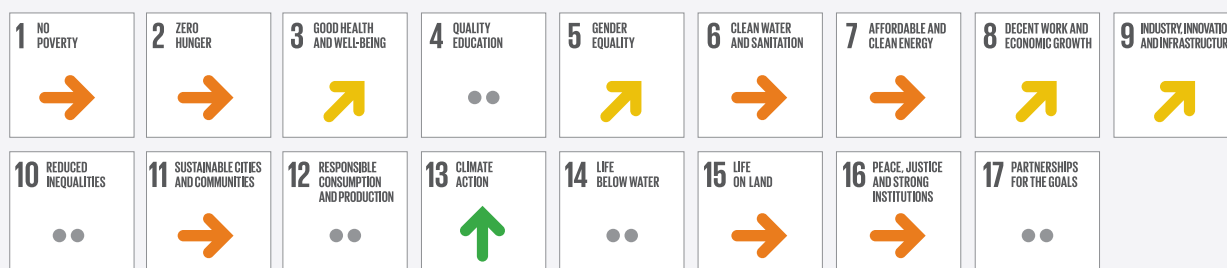 1 NO
POVERTY
2 ZERO
HUNGER
3 GOOD HEALTH
AND WELL-BEING
4 QUALITY
EDUCATION
5 GENDER
EQUALITY
6 CLEAN WATER
AND SANITATION
7 AFFORDABLE AND
CLEAN ENERGY
8 DECENT WORK AND
ECONOMIC GROWTH
9 INDUSTRY, INNOVATIO
AND INFRASTRUCTUR
10 REDUCED
INEQUALITIES
11 SUSTAINABLE CITIES
AND COMMUNITIES
12 RESPONSIBLE
CONSUMPTION
AND PRODUCTION
13 CLIMATE
ACTION
14 LIFE
BELOW WATER
15 LIFE
ON LAND
16 PEACE, JUSTICE
AND STRONG
INSTITUTIONS
17 PARTNERSHIPS
FOR THE GOALS